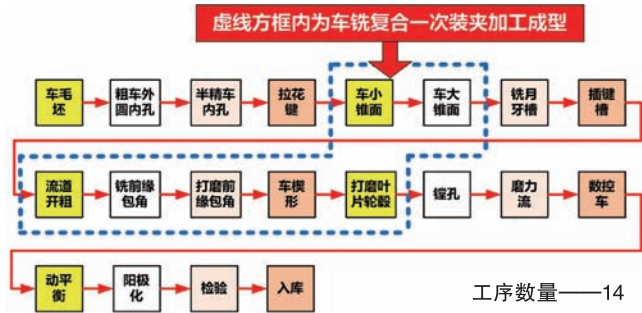 虚线方框内为车铣复合一次装夹加工成型
车毛
坯
粗车外
圆内孔
半精车
内孔
拉花
键
车小
锥面
车大
锥面
铣月
牙槽
插键
槽
流道
开粗
铣前缘
包角
打磨前
缘包角
车楔
形
打磨叶
片轮毂
镗孔
磨力
流
数控
车
动平
衡
阳极
化
检验
入库
工序数量——14